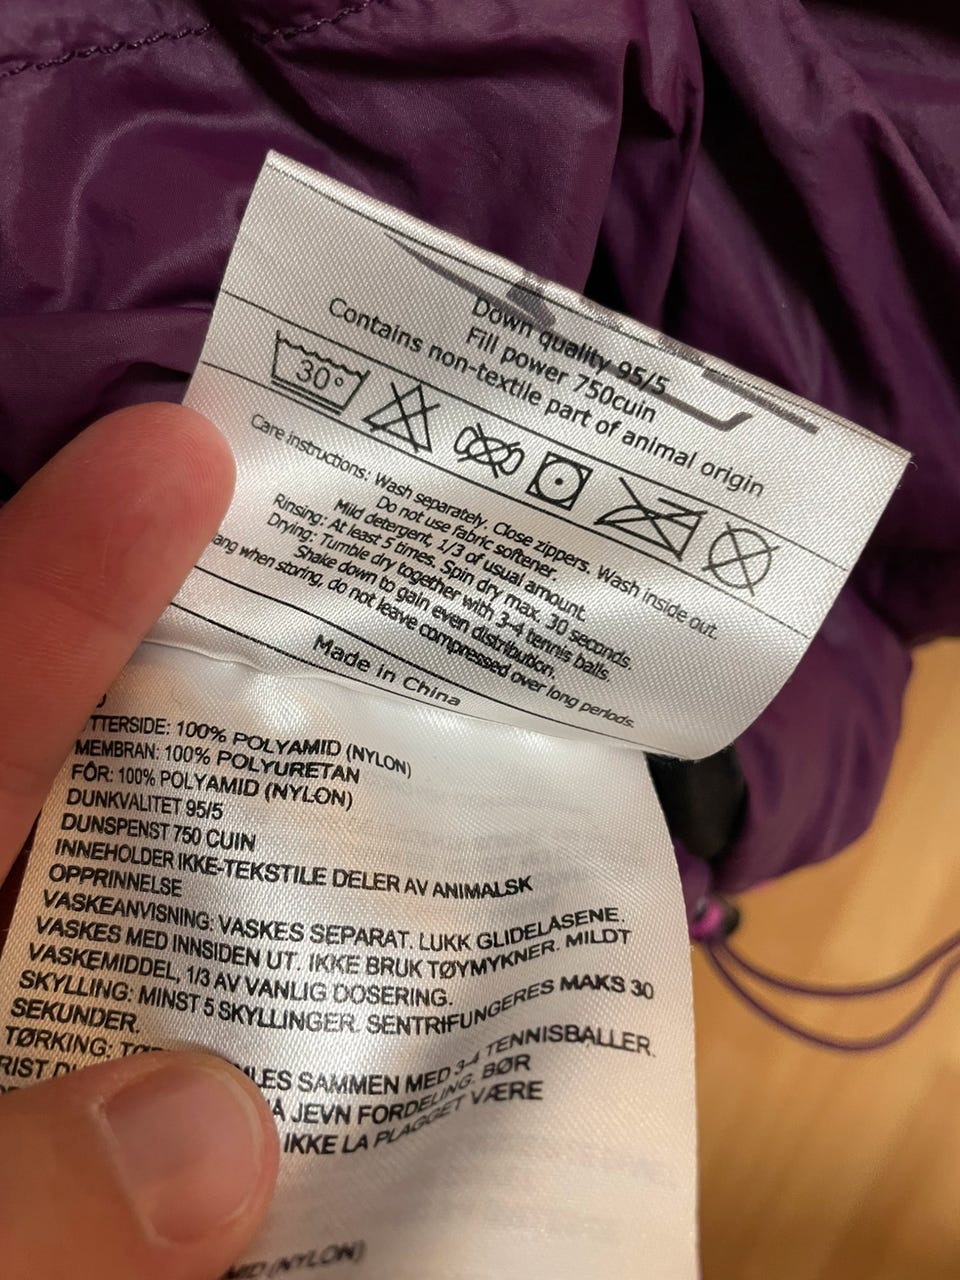 Down quality 95/5
Fill power 750cuin
Contains non-textile part of animal origin
30°
Care instructions: Wash separately. Close zippers. Wash inside out.
Do not use fabric softener.
Mild detergent, 1/3 of usual amount.
Rinsing: At least 5 times. Spin dry max. 30 seconds.
Drying: Tumble dry together with 3-4 tennis balls.
Shake down to gain even distribution.
when storing, do not leave compressed over long periods.
Made in China
100% POLYAMID (NYLON)
MEMBRAN: 100% POLYURETAN
FÔR: 100% POLYAMID (NYLON)
DUNKVALITET 95/5
DUNSPENST 750 CUIN
INNEHOLDER IKKE-TEKSTILE DELER AV ANIMALSK
OPPRINNELSE
VASKEANVISNING: VASKES SEPARAT. LUKK GLIDELÅSENE.
VASKES MED INNSIDEN UT. IKKE BRUK TØYMYKNER. MILDT
VASKEMIDDEL, 1/3 AV VANLIG DOSERING.
SKYLLING: MINST 5 SKYLLINGER. SENTRIFUNGERES MAKS 30
SEKUNDER.
TØRKING: SAMMEN MED 3-4 TENNISBALLER.
JEVN FORDELING. BØR
IKKE LA PLAGGET VÆRE
(NYLON)